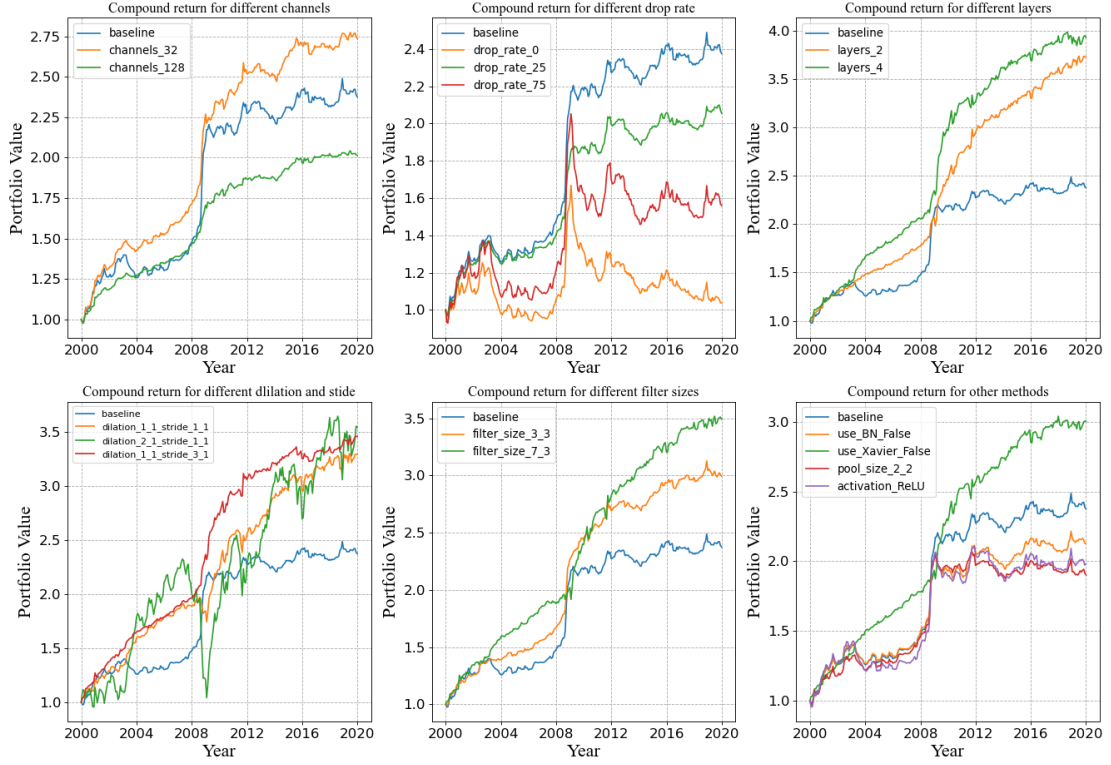 Compound return for different channels
baseline
channels_32
channels_128
2.75
2.50
2.25
2.00
1.75
1.50
1.25
1.00
Portfolio Value
2000 2004 2008 2012 2016 2020
Year
Compound return for different drop rate
baseline
drop_rate_0
drop_rate_25
drop_rate_75
2.4
2.2
2.0
1.8
1.6
1.4
1.2
1.0
Portfolio Value
2000 2004 2008 2012 2016 2020
Year
Compound return for different layers
baseline
layers_2
layers_4
4.0
3.5
3.0
2.5
2.0
1.5
1.0
Portfolio Value
2000 2004 2008 2012 2016 2020
Year
Compound return for different dlilation and stide
baseline
dilation_1_1_stride_1_1
dilation_2_1_stride_1_1
dilation_1_1_stride_3_1
3.5
3.0
2.5
2.0
1.5
1.0
Portfolio Value
2000 2004 2008 2012 2016 2020
Year
Compound return for different filter sizes
baseline
filter_size_3_3
filter_size_7_3
3.5
3.0
2.5
2.0
1.5
1.0
Portfolio Value
2000 2004 2008 2012 2016 2020
Year
Compound return for other methods
baseline
use_BN_False
use_Xavier_False
pool_size_2_2
activation_ReLU
3.0
2.5
2.0
1.5
1.0
Portfolio Value
2000 2004 2008 2012 2016 2020
Year